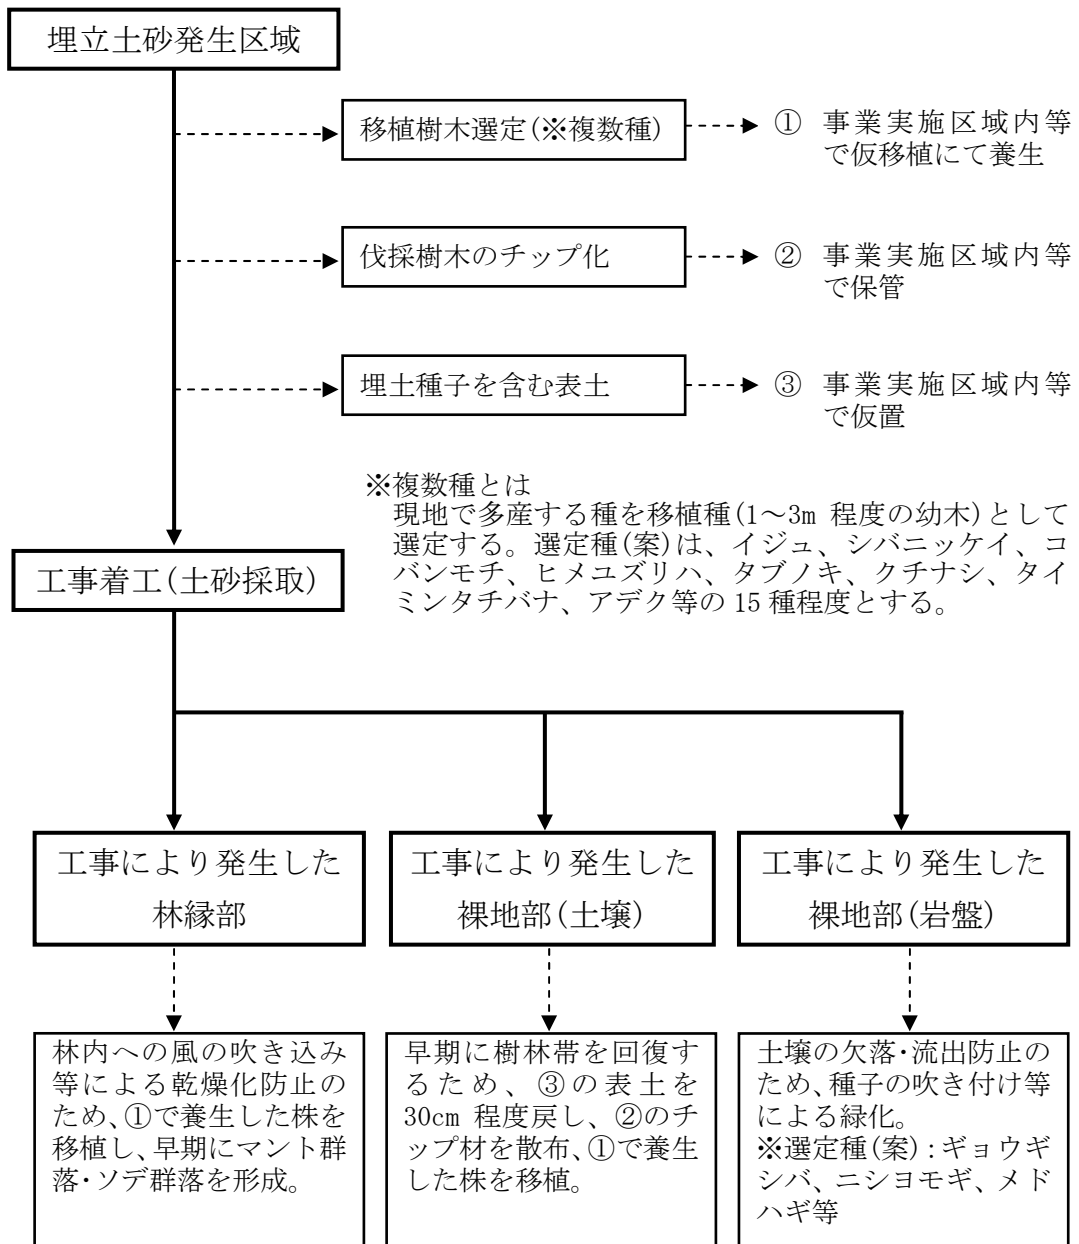 埋立土砂発生区域
移植樹木選定(※複数種)
① 事業実施区域内等
で仮移植にて養生
伐採樹木のチップ化
② 事業実施区域内等
で保管
埋土種子を含む表土
③ 事業実施区域内等
で仮置
※複数種とは
現地で多産する種を移植種(1～3m 程度の幼木)として
選定する。選定種(案)は、イジュ、シバニッケイ、コ
バンモチ、ヒメユズリハ、タブノキ、クチナシ、タイ
ミンタチバナ、アデク等の 15 種程度とする。
工事着工(土砂採取)
工事により発生した
林縁部
工事により発生した
裸地部(土壌)
工事により発生した
裸地部(岩盤)
林内への風の吹き込み
等による乾燥化防止の
ため、①で養生した株を
移植し、早期にマント群
落・ソデ群落を形成。
早期に樹林帯を回復す
るため、③の表土を
30cm 程度戻し、②のチ
ップ材を散布、①で養生
した株を移植。
土壌の欠落・流出防止の
ため、種子の吹き付け等
による緑化。
※選定種(案)：ギョウギ
シバ、ニシヨモギ、メド
ハギ等